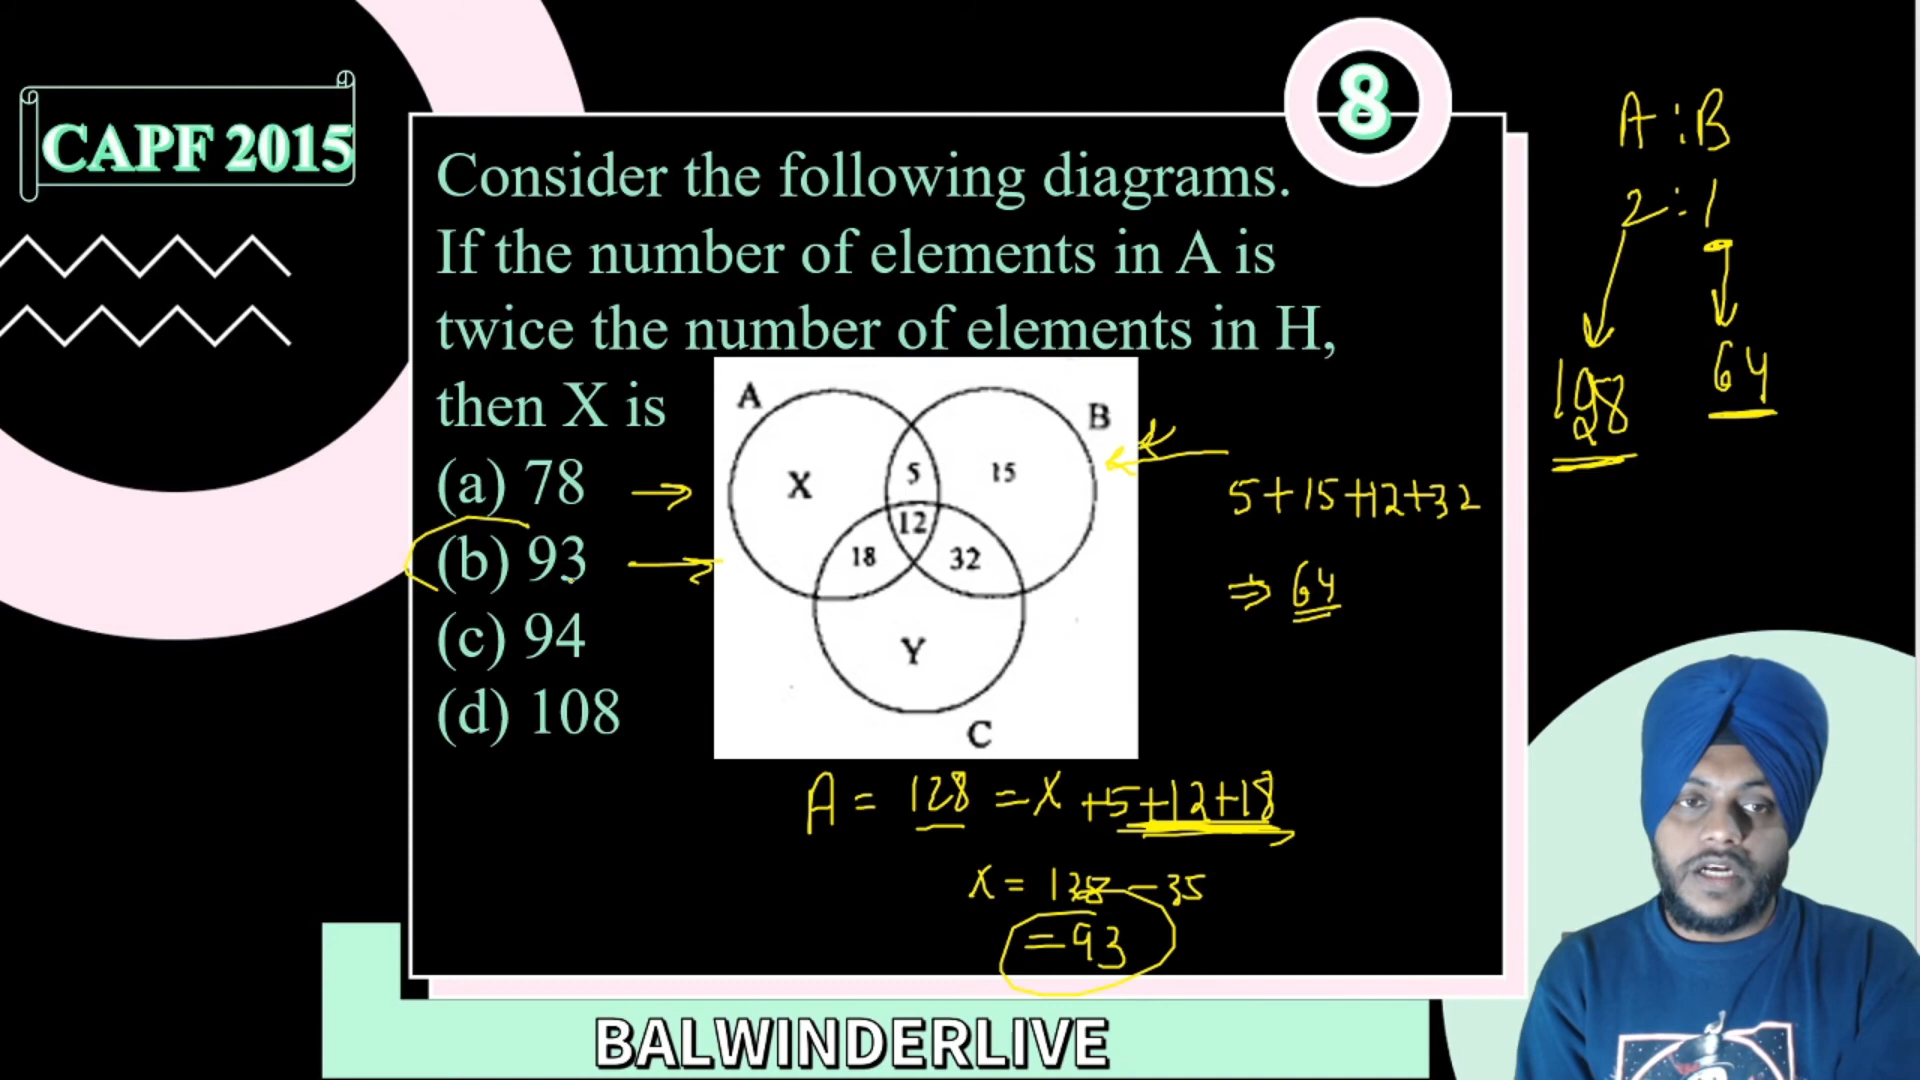 CAPF 2015
8
Consider the following diagrams.
If the number of elements in A is
twice the number of elements in H,
then X is
(a) 78
(b) 93
(c) 94
(d) 108
A
B
X
5
15
12
18
32
Y
C
A : B
2 : 1
64
5+15+12+32
⇒ 64
A = 128 = X +5+12+18
X = 128 - 35
= 93
BALWINDERLIVE